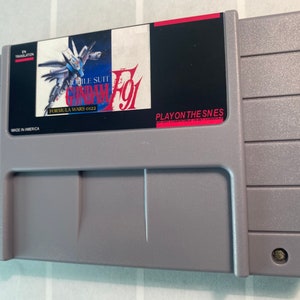 EN
TRANSLATION
MOBILE SUIT
GUNDAM F91
FORMULA WARS 0122
MADE IN AMERICA
PLAY ON THE SNES